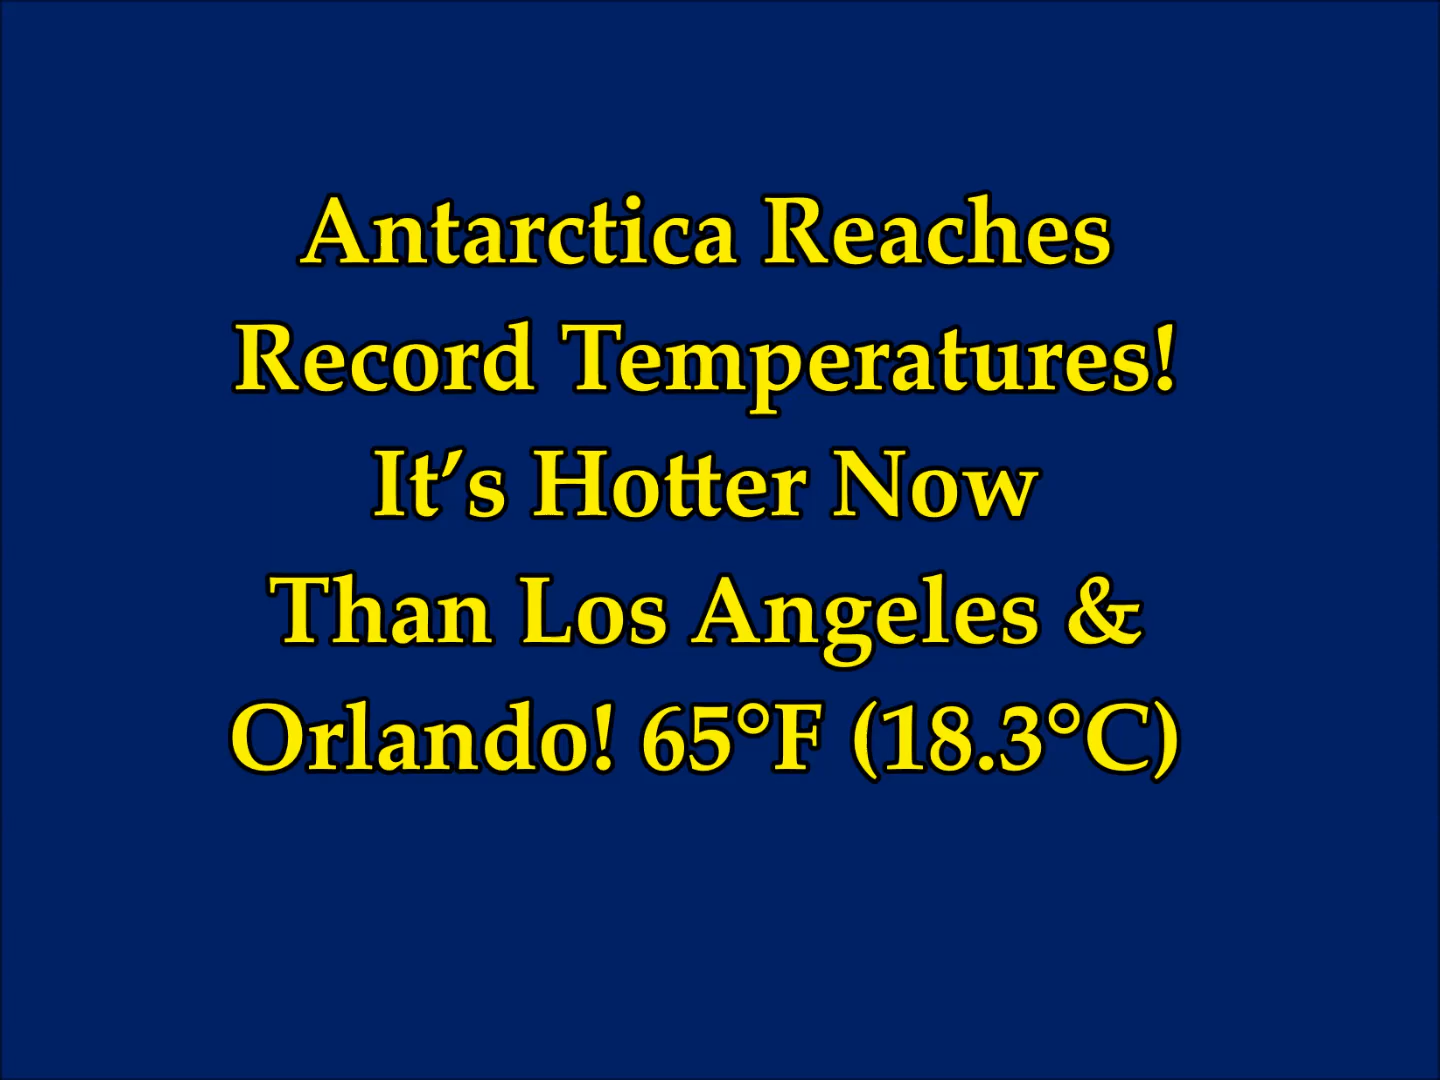 Antarctica Reaches
Record Temperatures!
It’s Hotter Now
Than Los Angeles &
Orlando! 65°F (18.3°C)